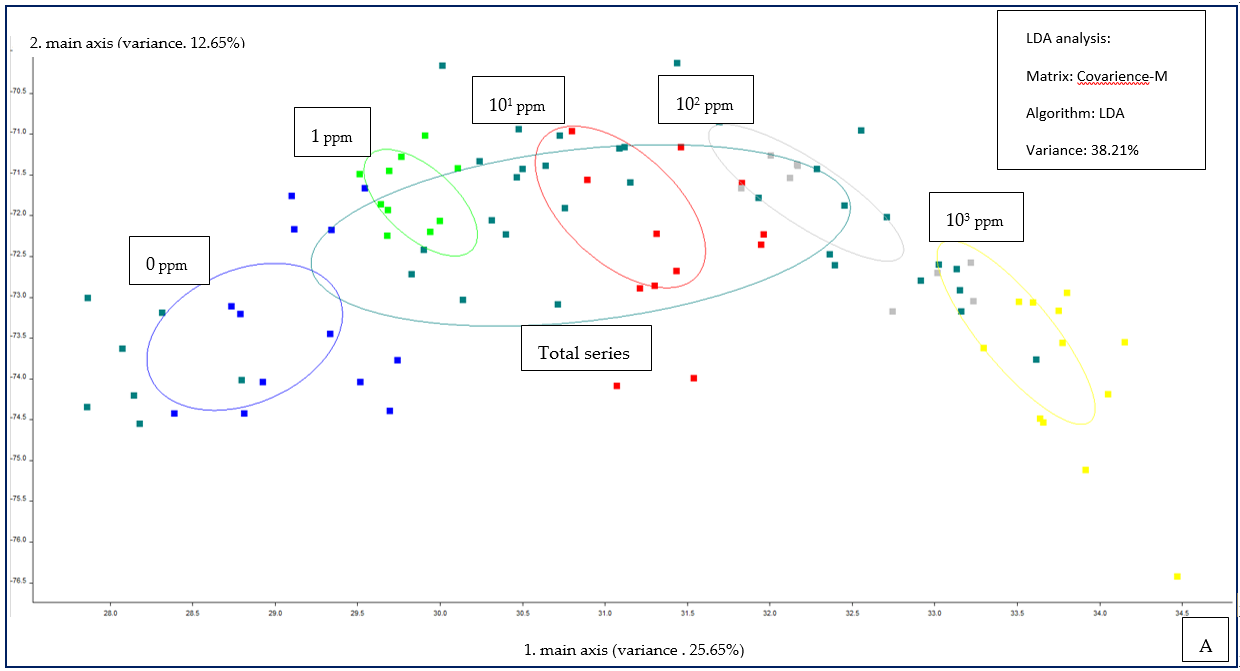 2. main axis (variance. 12.65%)
LDA analysis:
Matrix: Covarience-M
Algorithm: LDA
Variance: 38.21%
10² ppm
10¹ ppm
1 ppm
10³ ppm
0 ppm
Total series
-70.5
-71.0
-71.5
-72.0
-72.5
-73.0
-73.5
-74.0
-74.5
-75.0
-75.5
-76.0
-76.5
28.0 28.5 29.0 29.5 30.0 30.5 31.0 31.5 32.0 32.5 33.0 33.5 34.0 34.5
1. main axis (variance . 25.65%)
A